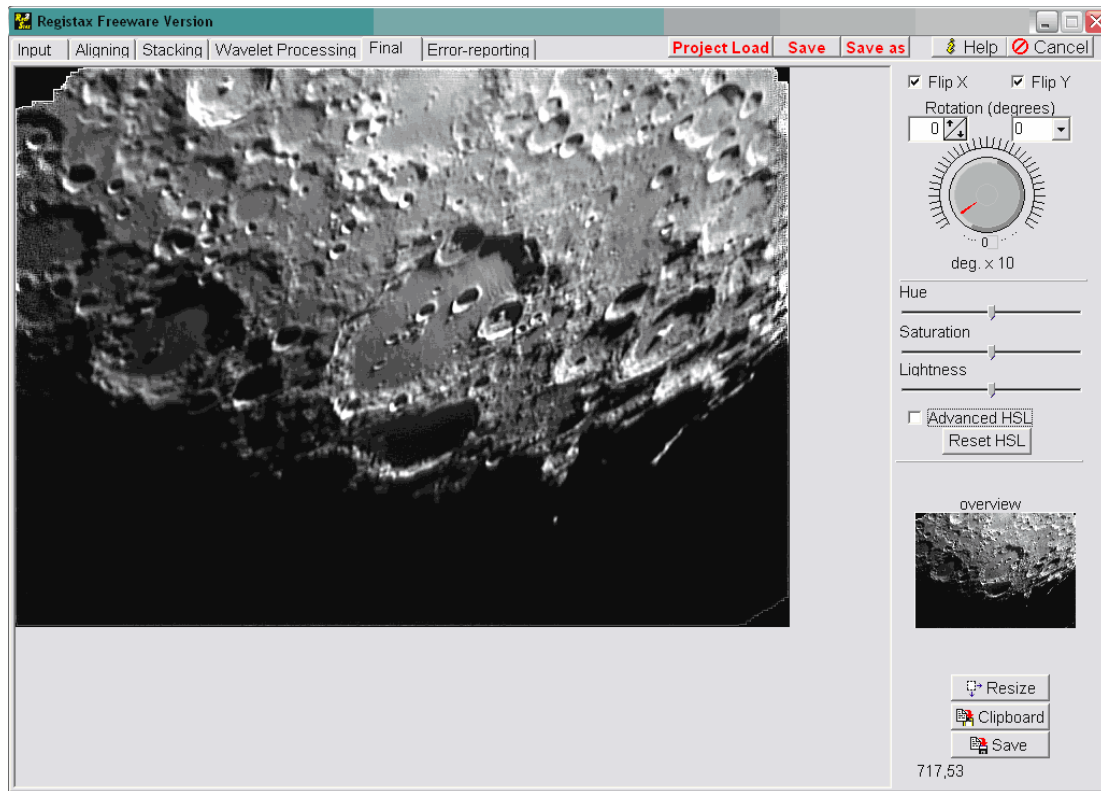 Registax Freeware Version
Input Aligning Stacking Wavelet Processing Final Error-reporting Project Load Save Save as Help Cancel
Flip X Flip Y
Rotation (degrees)
0 0
0
deg. x 10
Hue
Saturation
Lightness
Advanced HSL
Reset HSL
overview
Resize
Clipboard
Save
717,53